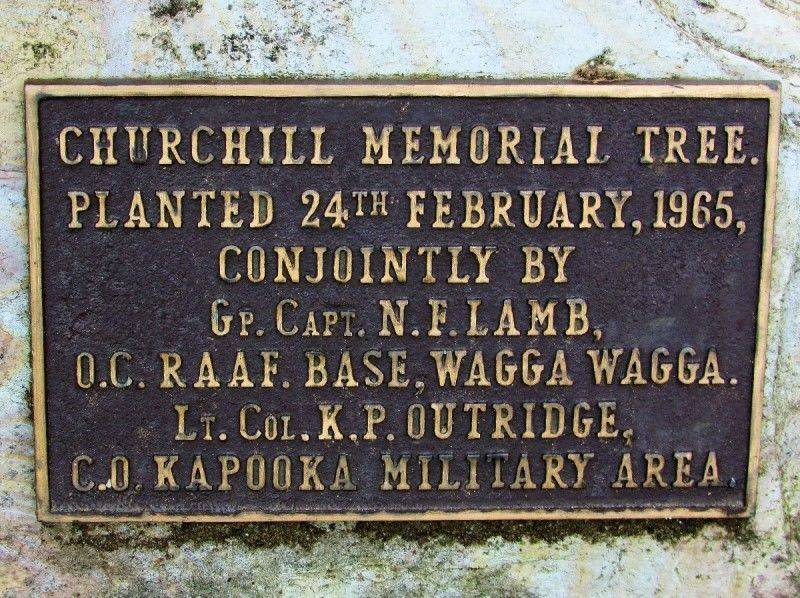 CHURCHILL MEMORIAL TREE.
PLANTED 24TH FEBRUARY, 1965,
CONJOINTLY BY
GP. CAPT. N.F. LAMB,
O.C. RAAF. BASE, WAGGA WAGGA.
LT. COL. K.P. OUTRIDGE,
C.O. KAPOOKA MILITARY AREA